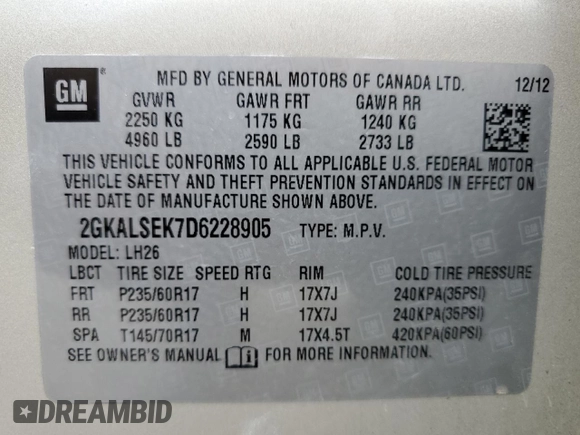 GM
MFD BY GENERAL MOTORS OF CANADA LTD. 12/12
GVWR GAWR FRT GAWR RR
2250 KG 1175 KG 1240 KG
4960 LB 2590 LB 2733 LB
THIS VEHICLE CONFORMS TO ALL APPLICABLE U.S. FEDERAL MOTOR
VEHICLE SAFETY AND THEFT PREVENTION STANDARDS IN EFFECT ON
THE DATE OF MANUFACTURE SHOWN ABOVE.
2GKALSEK7D6228905 TYPE: M.P.V.
MODEL: LH26
LBCT TIRE SIZE SPEED RTG RIM COLD TIRE PRESSURE
FRT P235/60R17 H 17X7J 240KPA(35PSI)
RR P235/60R17 H 17X7J 240KPA(35PSI)
SPA T145/70R17 M 17X4.5T 420KPA(60PSI)
SEE OWNER'S MANUAL FOR MORE INFORMATION.
DREAMBID